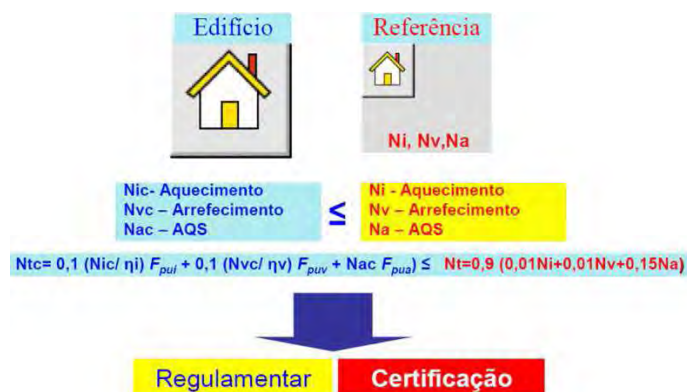 Edifício
Referência
Ni, Nv,Na
Nic- Aquecimento
Nvc – Arrefecimento
Nac – AQS
≤
Ni - Aquecimento
Nv – Arrefecimento
Na – AQS
Ntc= 0,1 (Nic/ ηi) Fpui + 0,1 (Nvc/ ηv) Fpuv + Nac Fpua) ≤ Nt=0,9 (0,01Ni+0,01Nv+0,15Na)
Regulamentar
Certificação